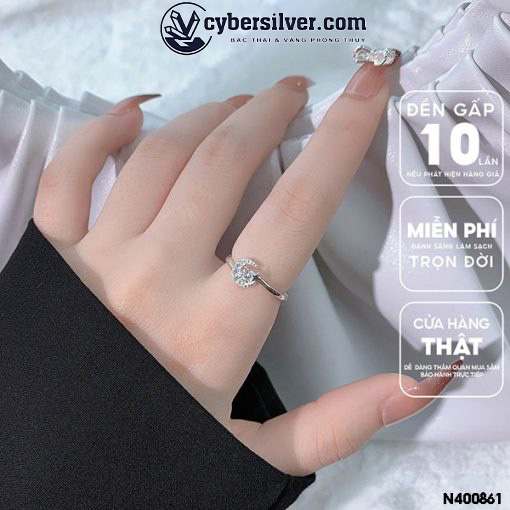 cybersilver.com
BẠC THÁI & VÀNG PHONG THỦY
ĐỀN GẤP
10 LẦN
NẾU PHÁT HIỆN HÀNG GIẢ
MIỄN PHÍ
ĐÁNH SÁNG LÀM SẠCH
TRỌN ĐỜI
CỬA HÀNG
THẬT
DỄ DÀNG THĂM QUAN MUA SẮM
BẢO HÀNH TRỰC TIẾP
N400861